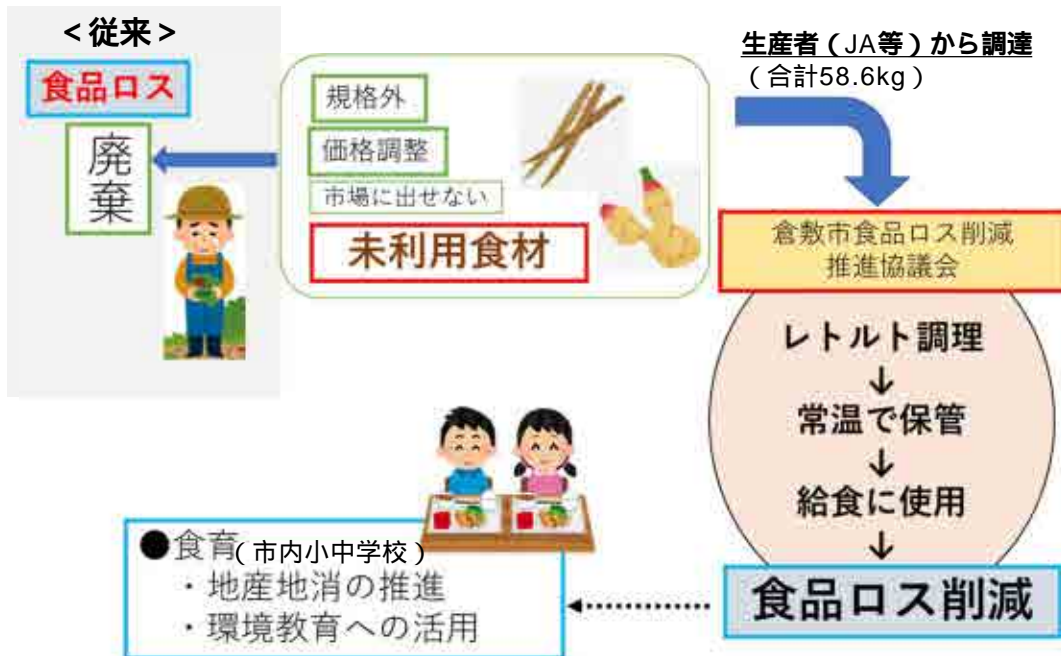 ＜従来＞
食品ロス
廃棄
規格外
価格調整
市場に出せない
未利用食材
生産者（JA等）から調達
（合計58.6kg）
倉敷市食品ロス削減
推進協議会
レトルト調理
↓
常温で保管
↓
給食に使用
↓
食品ロス削減
●食育（市内小中学校）
・地産地消の推進
・環境教育への活用